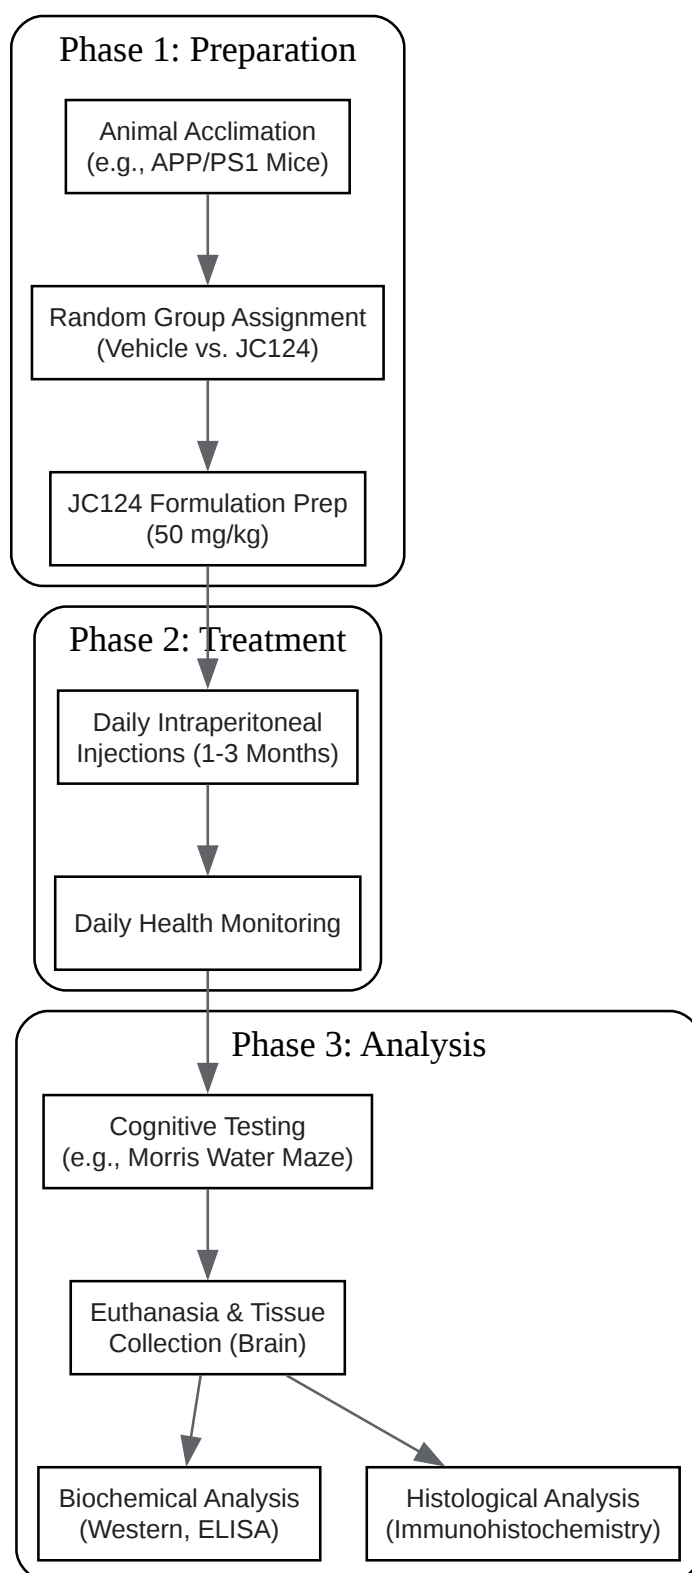 Phase 1: Preparation
Animal Acclimation
(e.g., APP/PS1 Mice)
Random Group Assignment
(Vehicle vs. JC124)
JC124 Formulation Prep
(50 mg/kg)
Phase 2: Treatment
Daily Intraperitoneal
Injections (1-3 Months)
Daily Health Monitoring
Phase 3: Analysis
Cognitive Testing
(e.g., Morris Water Maze)
Euthanasia & Tissue
Collection (Brain)
Biochemical Analysis
(Western, ELISA)
Histological Analysis
(Immunohistochemistry)